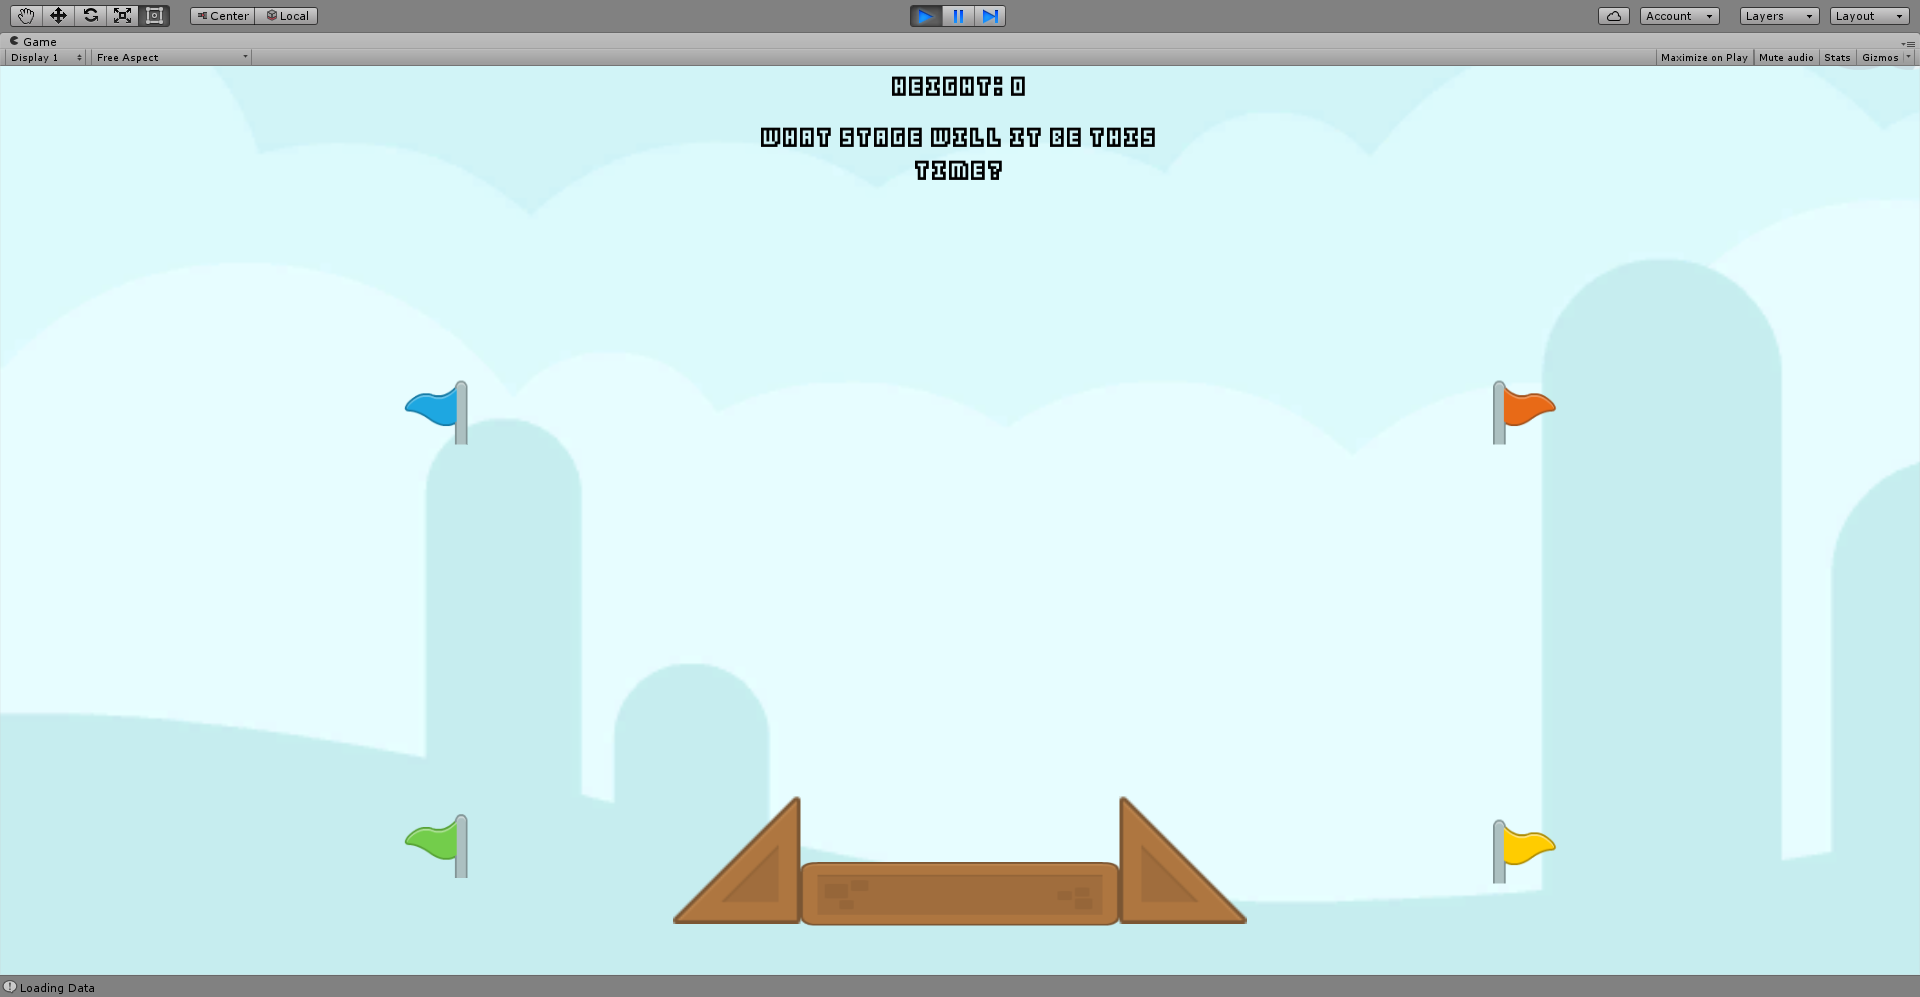 Center Local Account Layers Layout
Game
Display 1 Free Aspect Maximize on Play Mute audio Stats Gizmos
HEIGHT: 0
WHAT STAGE WILL IT BE THIS
TIME?
Loading Data